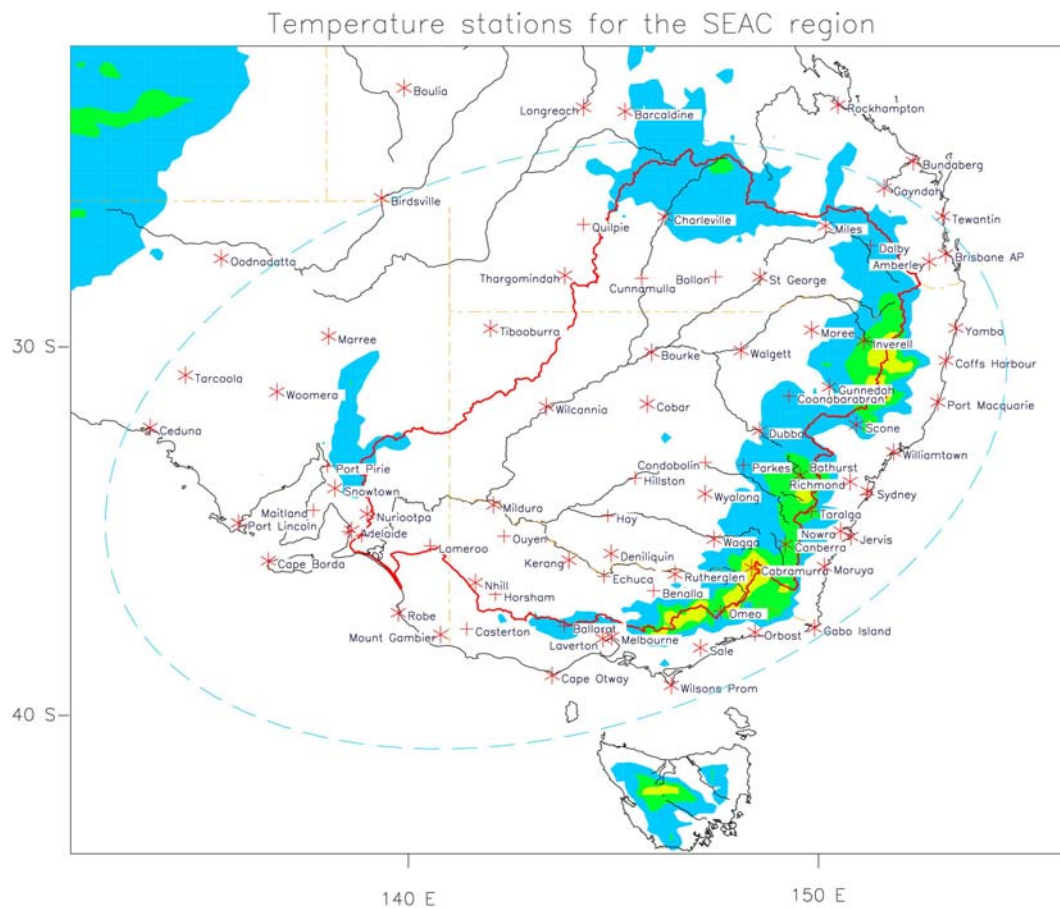 Temperature stations for the SEAC region
Boulia
Longreach
Barcaldine
Rockhampton
Bundaberg
Gayndah
Birdsville
Charleville
Tewantin
Quilpie
Miles
Dalby
Brisbane AP
Amberley
Oodnadatta
Thargomindah
Cunnamulla
Ballon
St George
Tibooburra
Moree
Yamba
Marree
30 S
Inverell
Bourke
Walgett
Coffs Harbour
Tarcoola
Woomera
Gunnedah
Coonabarabran
Wilcannia
Cobar
Port Macquarie
Ceduna
Dubbo
Scone
Williamtown
Port Pirie
Condobolin
Parkes
Bathurst
Snowtown
Hillston
Richmond
Wyalong
Sydney
Maitland
Nuriootpa
Mildura
Port Lincoln
Hay
Taralga
Adelaide
Ouyen
Wagga
Nowra
Jervis
Lameroo
Canberra
Cape Borda
Kerang
Deniliquin
Echuca
Rutherglen
Cabramurra
Moruya
Nhill
Horsham
Benalla
Robe
Omeo
Mount Gambier
Casterton
Ballarat
Laverton
Melbourne
Orbost
Gabo Island
Sale
Cape Otway
Wilsons Prom
40 S
140 E
150 E